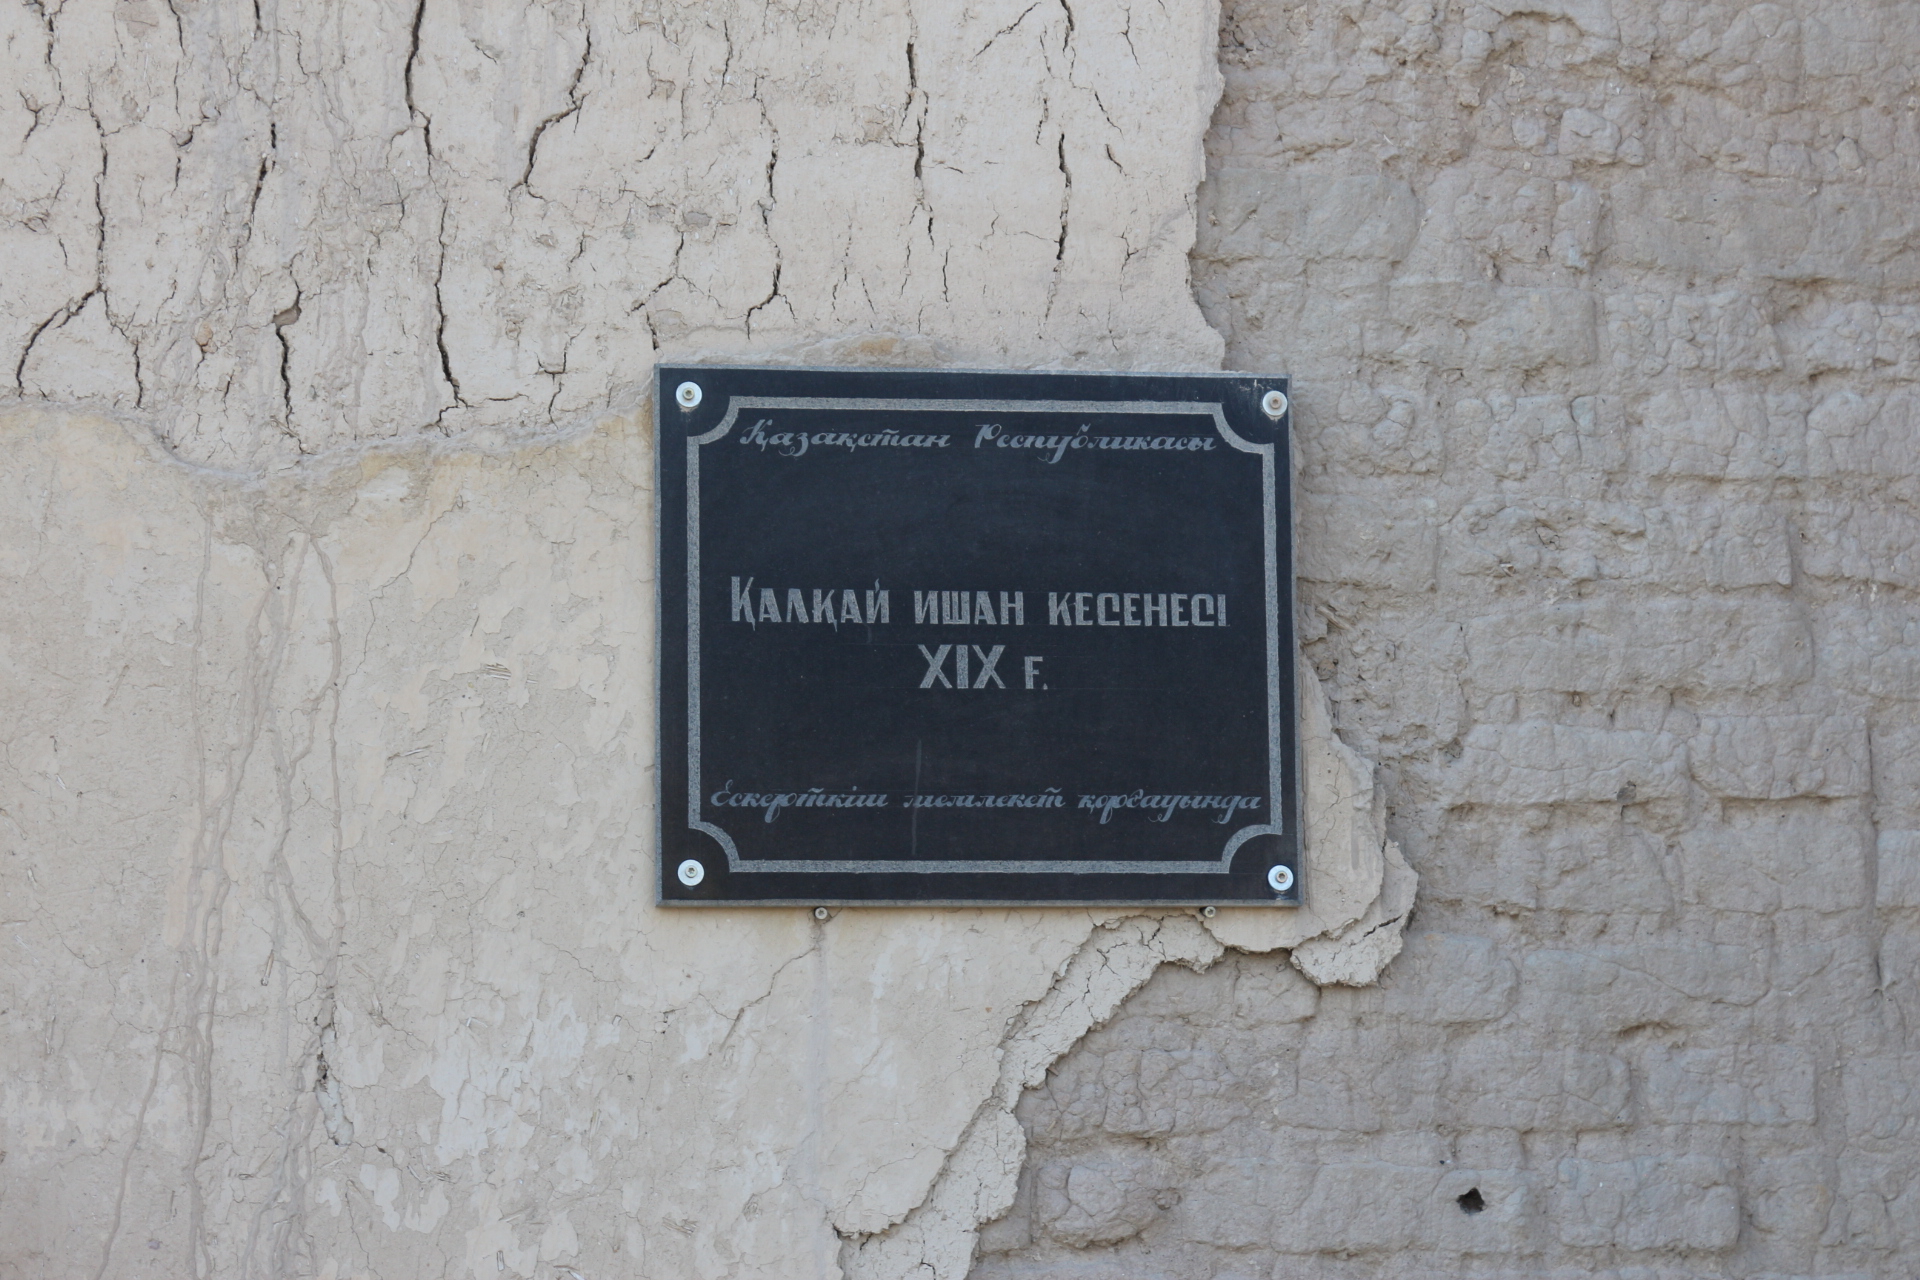 Қазақстан Республикасы
Қалқай ишан кесенесі
XIX ғ.
Ескерткіш мемлекет қорғауында